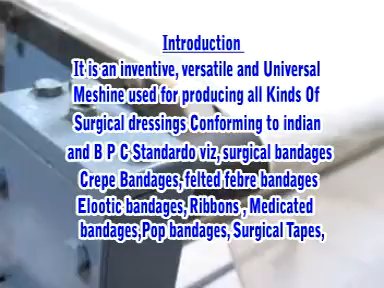 Introduction
It is an inventive, versatile and Universal
Meshine used for producing all Kinds Of
Surgical dressings Conforming to indian
and B P C Standardo viz, surgical bandages
Crepe Bandages, felted febre bandages
Elootic bandages, Ribbons , Medicated
bandages,Pop bandages, Surgical Tapes,